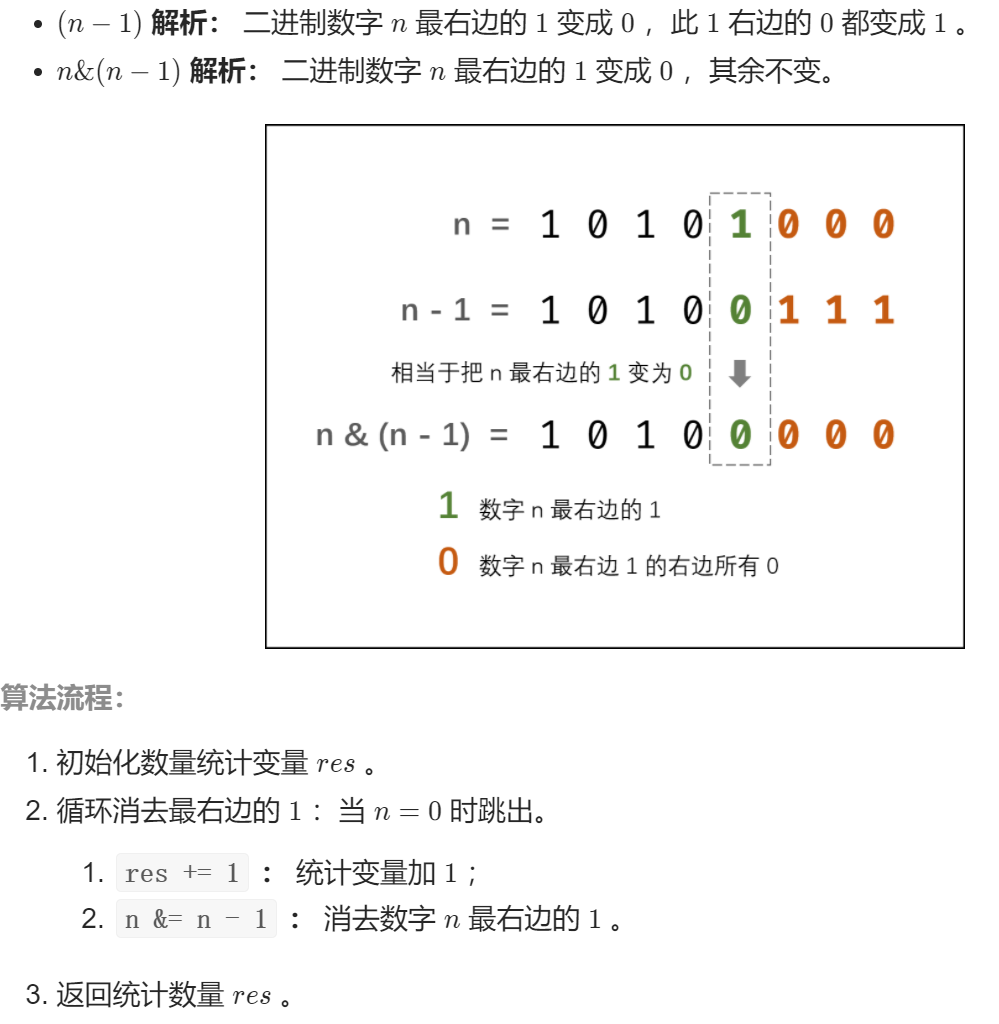 • (n − 1) 解析： 二进制数字 n 最右边的 1 变成 0 ，此 1 右边的 0 都变成 1 。
• n&(n − 1) 解析： 二进制数字 n 最右边的 1 变成 0 ，其余不变。
n = 1 0 1 0 1 0 0 0
n - 1 = 1 0 1 0 0 1 1 1
相当于把 n 最右边的 1 变为 0
n & (n - 1) = 1 0 1 0 0 0 0 0
1 数字 n 最右边的 1
0 数字 n 最右边 1 的右边所有 0
算法流程：
1. 初始化数量统计变量 res 。
2. 循环消去最右边的 1 ：当 n = 0 时跳出。
1. res += 1 ： 统计变量加 1 ；
2. n &= n - 1 ： 消去数字 n 最右边的 1 。
3. 返回统计数量 res 。